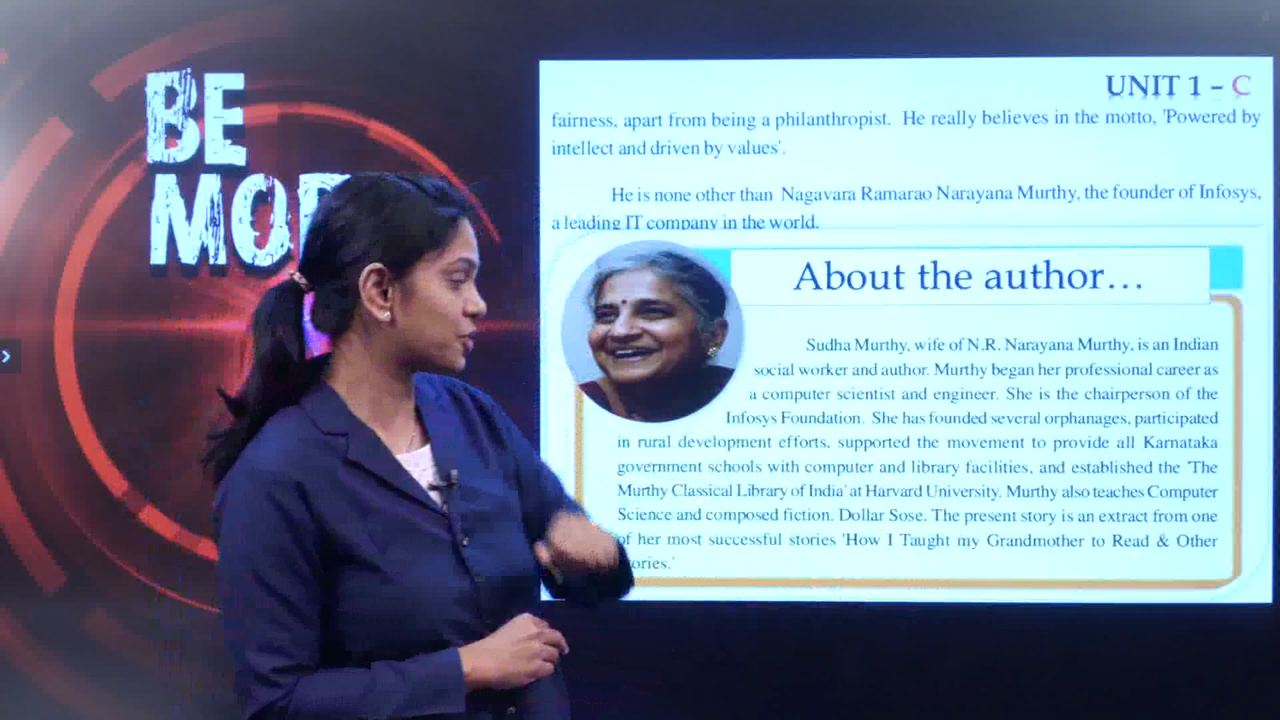 BE
MO
UNIT 1 – C
fairness, apart from being a philanthropist. He really believes in the motto, 'Powered by
intellect and driven by values'.
He is none other than Nagavara Ramarao Narayana Murthy, the founder of Infosys,
a leading IT company in the world.
About the author...
Sudha Murthy, wife of N.R. Narayana Murthy, is an Indian
social worker and author. Murthy began her professional career as
a computer scientist and engineer. She is the chairperson of the
Infosys Foundation. She has founded several orphanages, participated
in rural development efforts, supported the movement to provide all Karnataka
government schools with computer and library facilities, and established the 'The
Murthy Classical Library of India' at Harvard University. Murthy also teaches Computer
Science and composed fiction. Dollar Sose. The present story is an extract from one
of her most successful stories 'How I Taught my Grandmother to Read & Other
tories.'